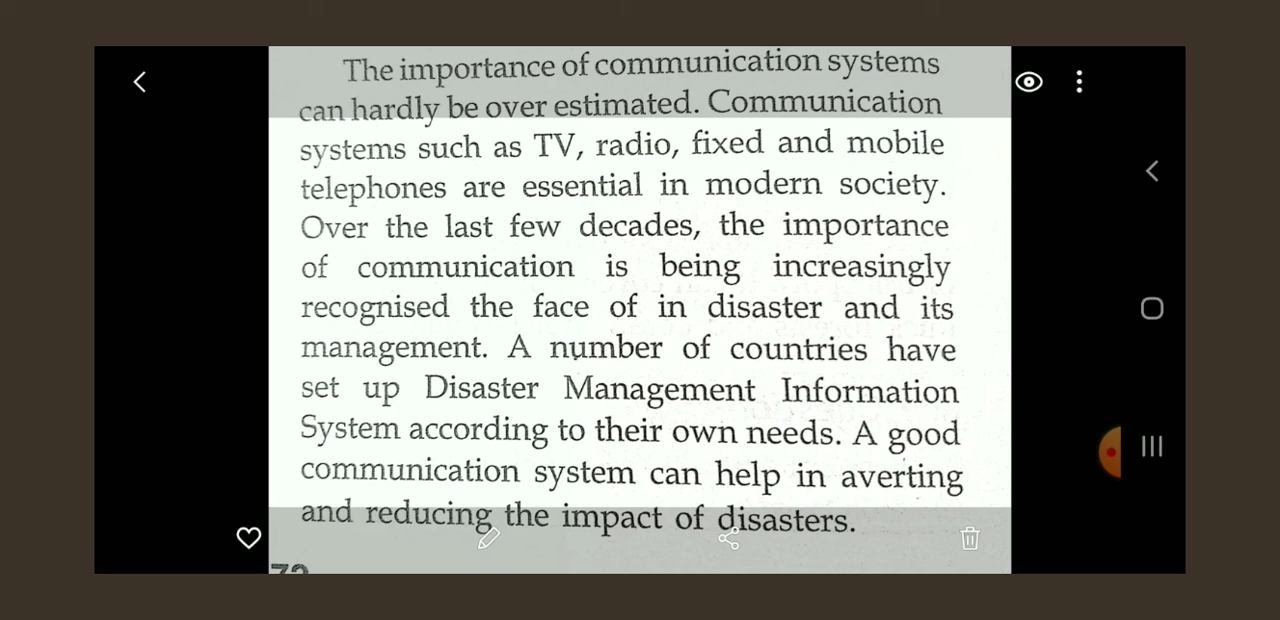 The importance of communication systems
can hardly be over estimated. Communication
systems such as TV, radio, fixed and mobile
telephones are essential in modern society.
Over the last few decades, the importance
of communication is being increasingly
recognised the face of in disaster and its
management. A number of countries have
set up Disaster Management Information
System according to their own needs. A good
communication system can help in averting
and reducing the impact of disasters.